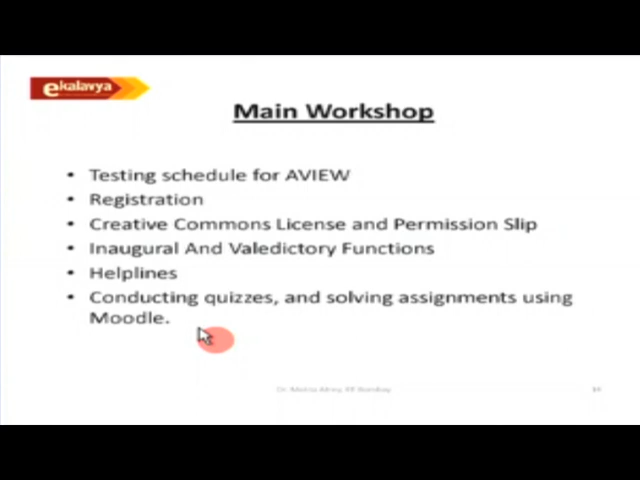 ekalavya
Main Workshop
• Testing schedule for AVIEW
• Registration
• Creative Commons License and Permission Slip
• Inaugural And Valedictory Functions
• Helplines
• Conducting quizzes, and solving assignments using
Moodle.